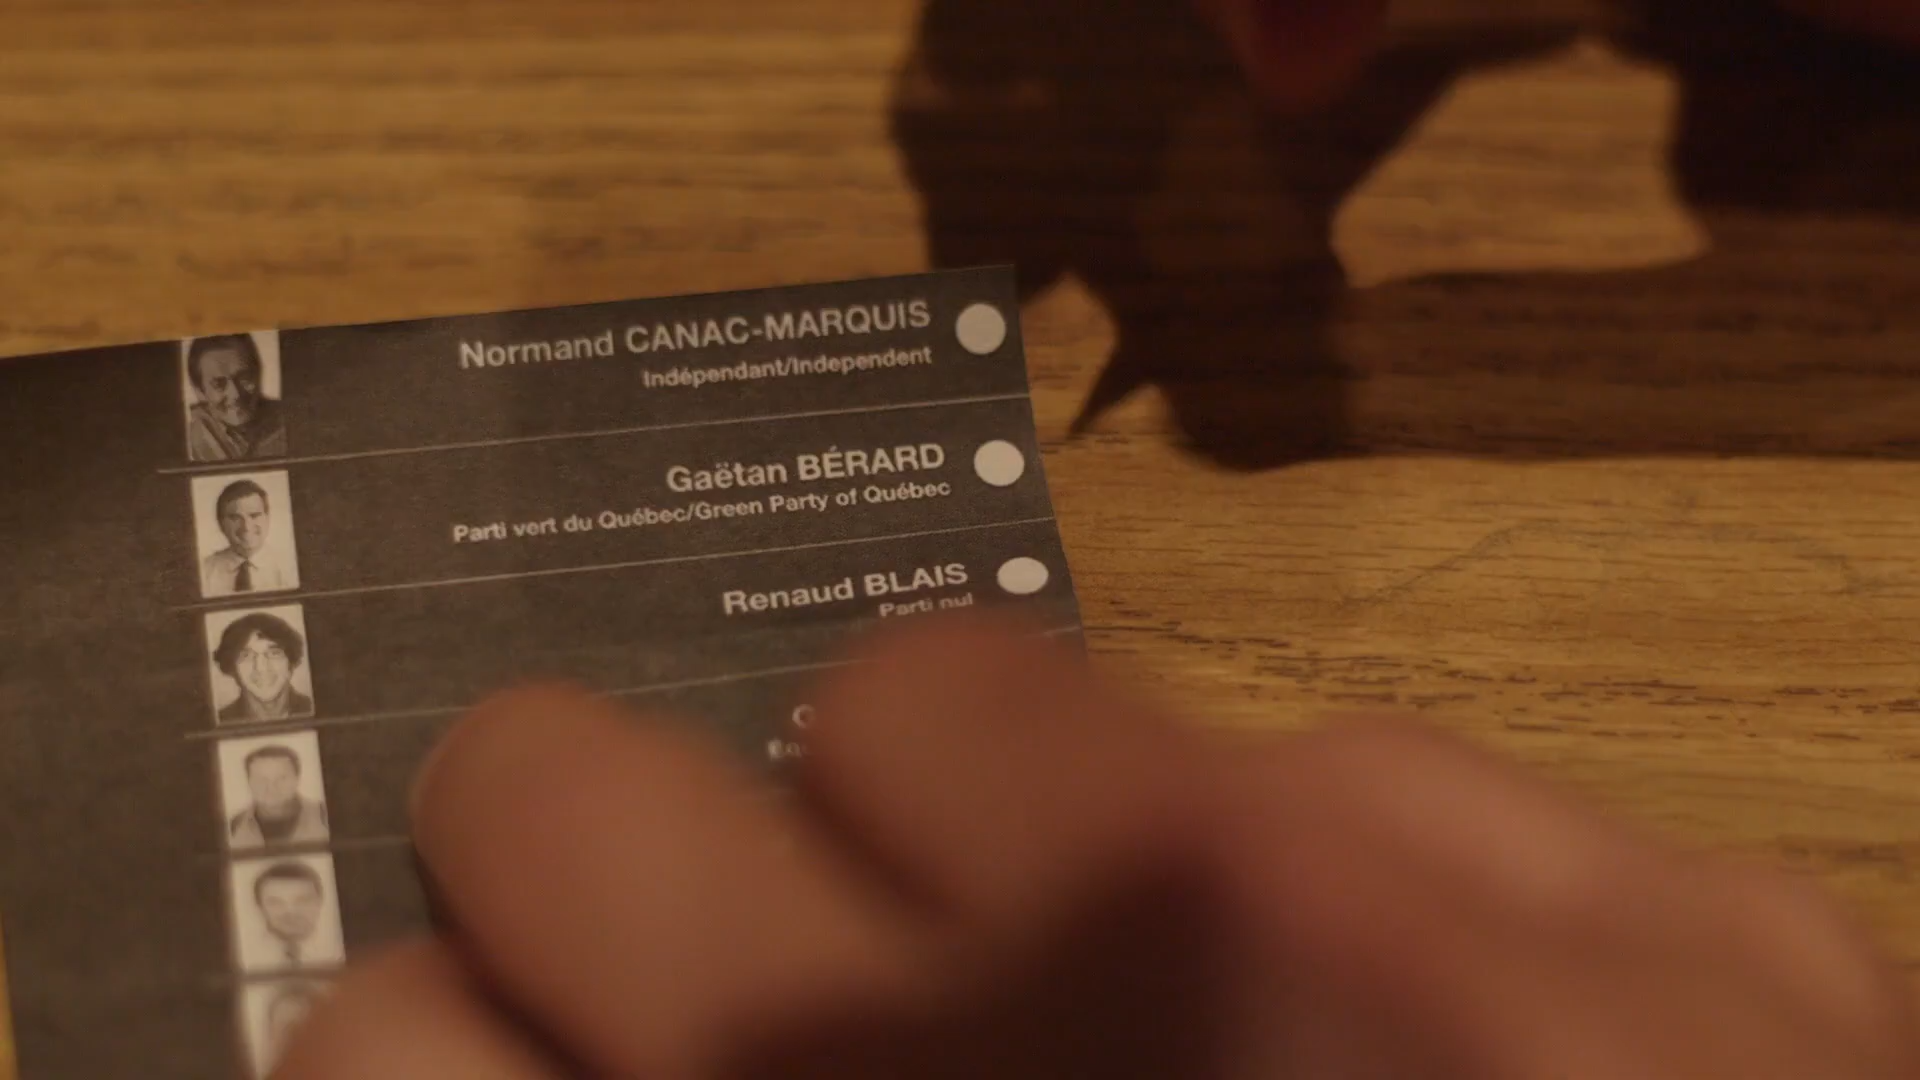 Normand CANAC-MARQUIS
Indépendant/Independent
Gaëtan BÉRARD
Parti vert du Québec/Green Party of Québec
Renaud BLAIS
Parti nul